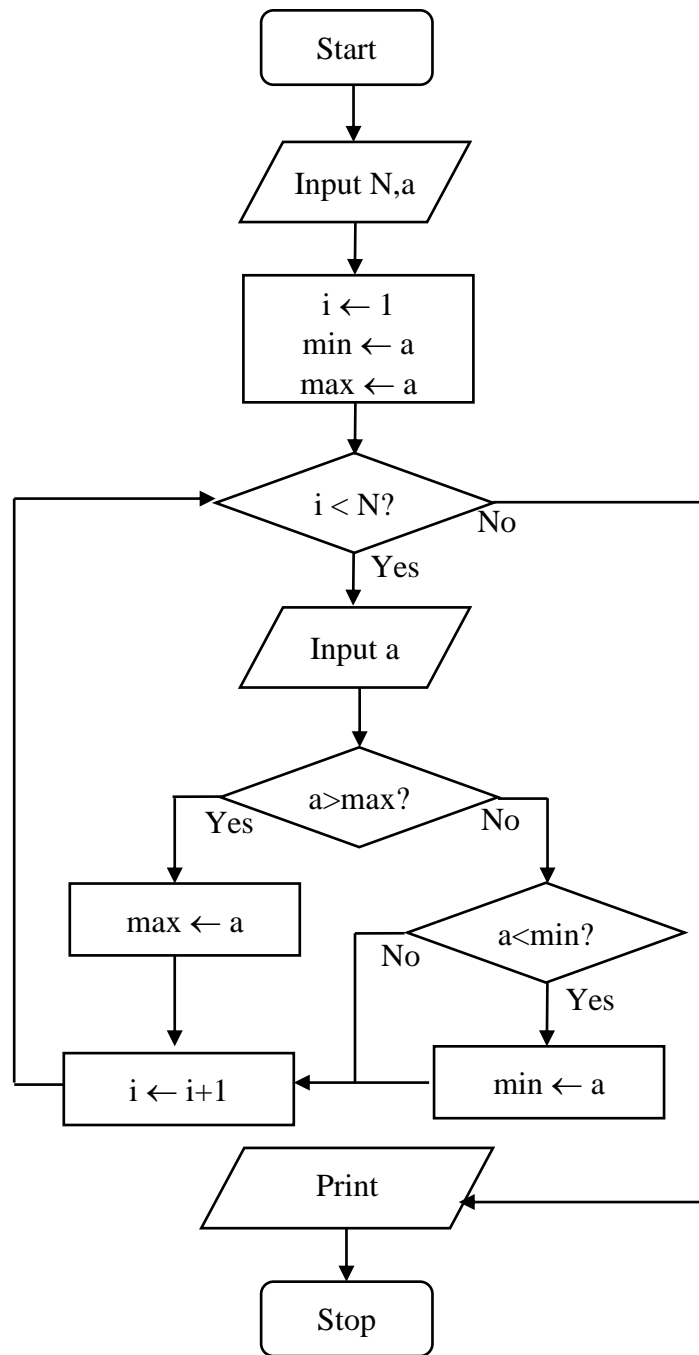 Start
Input N,a
i ← 1
min ← a
max ← a
i < N?
No
Yes
Input a
a>max?
Yes
No
max ← a
a<min?
No
Yes
i ← i+1
min ← a
Print
Stop